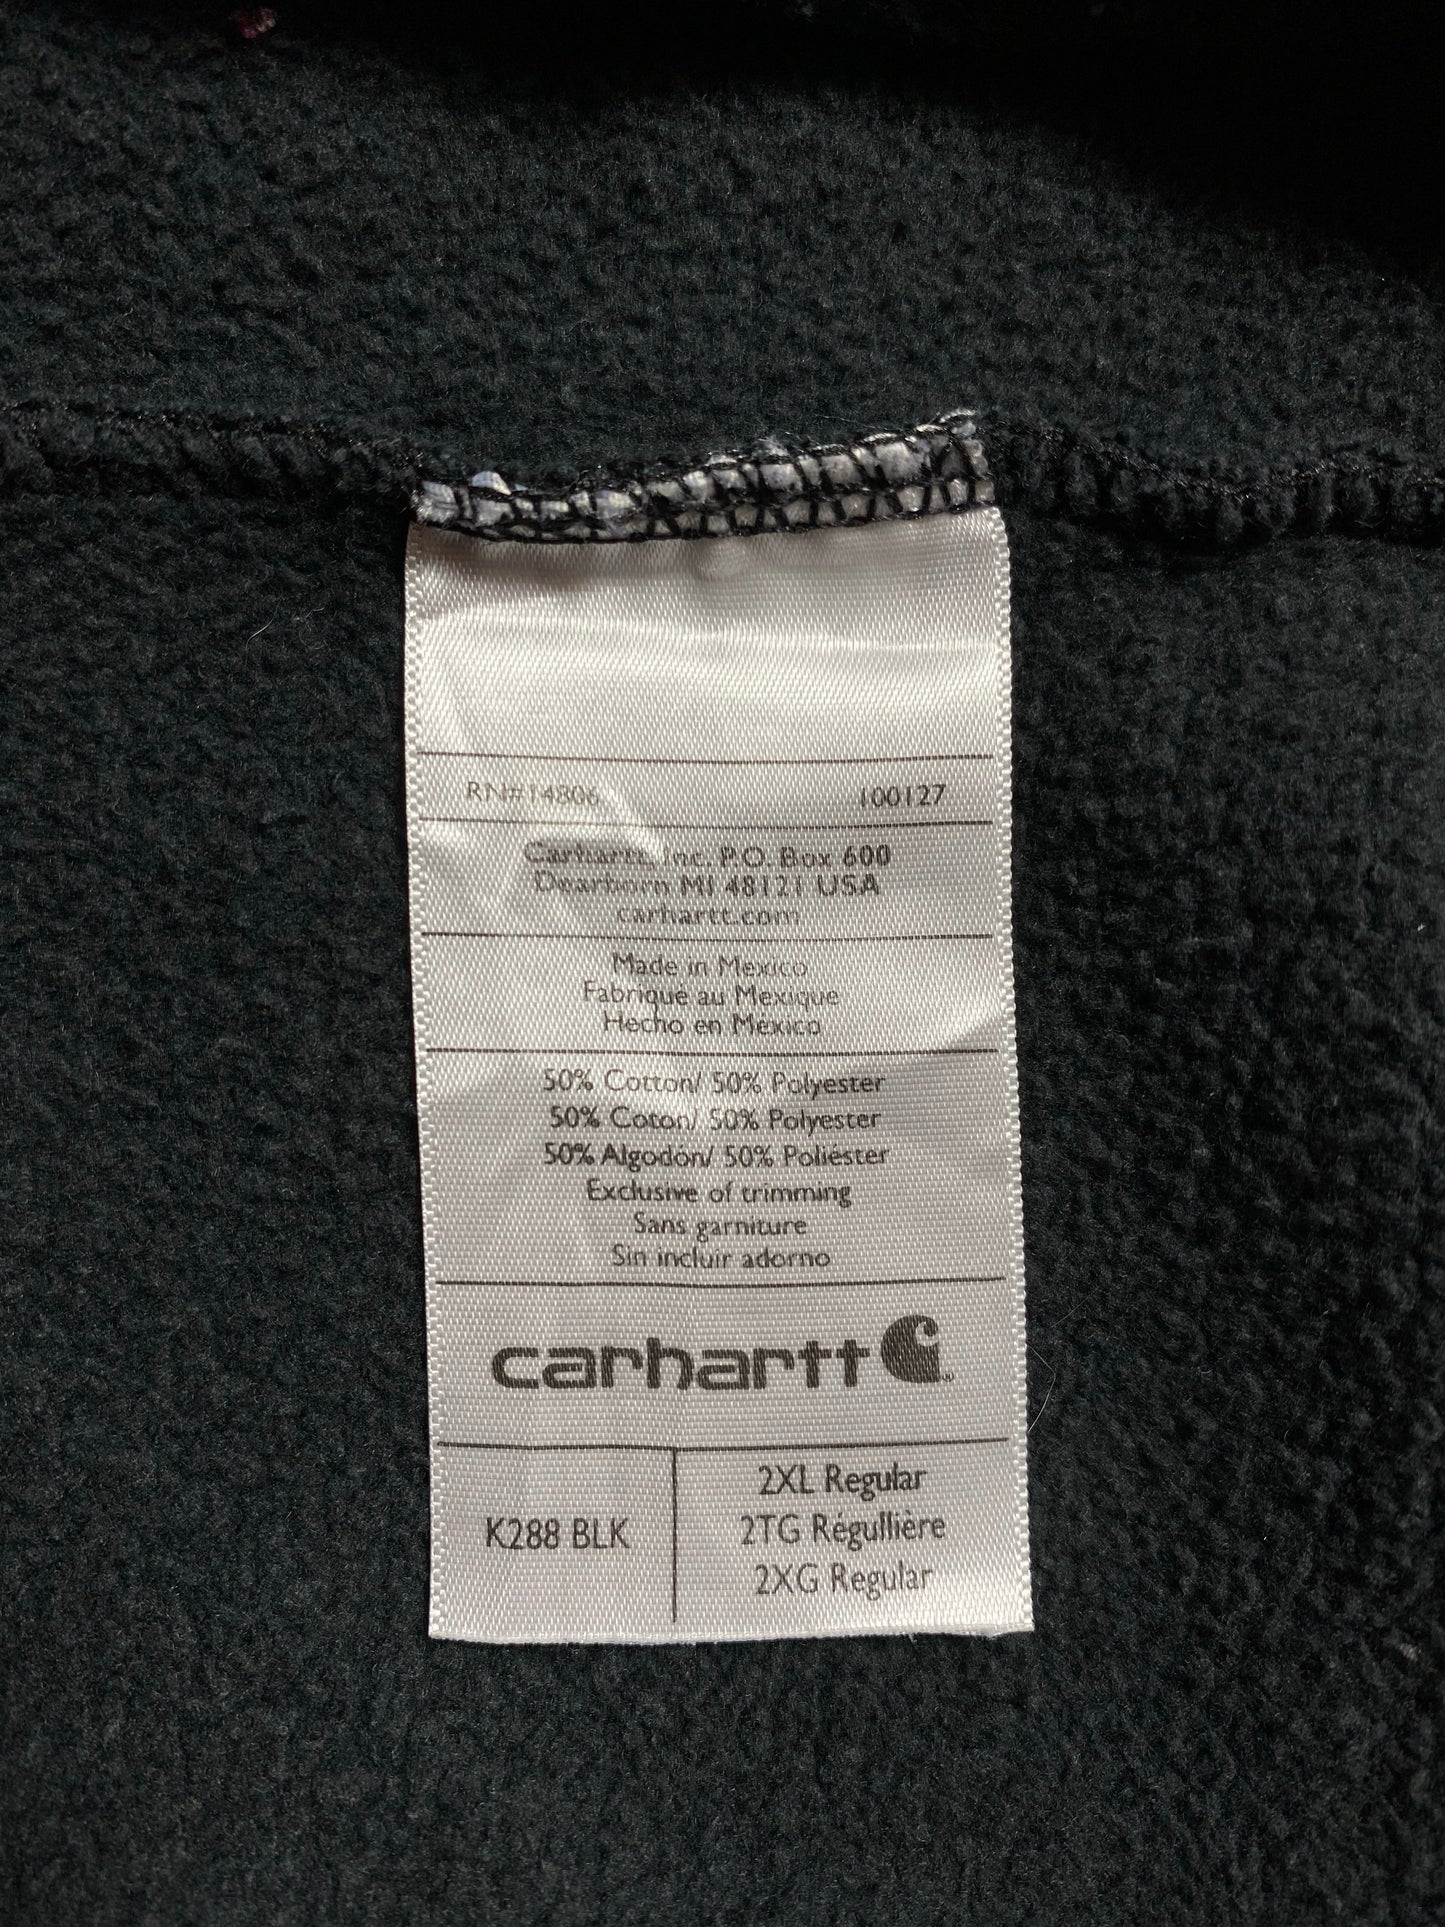 RN#14806
100127
Carhartt, Inc. P.O. Box 600
Dearborn MI 48121 USA
carhartt.com
Made in Mexico
Fabriqué au Mexique
Hecho en México
50% Cotton/ 50% Polyester
50% Coton/ 50% Polyester
50% Algodón/ 50% Poliéster
Exclusive of trimming
Sans garniture
Sin incluir adorno
carhartt
K288 BLK
2XL Regular
2TG Régullière
2XG Regular